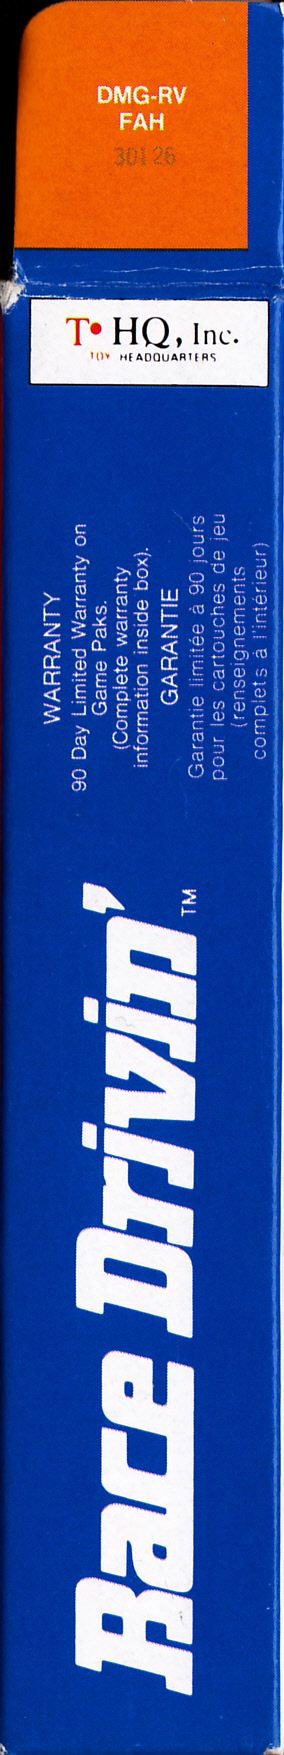 DMG-RV
FAH
30126
T•HQ, Inc.
TOY HEADQUARTERS
WARRANTY
90 Day Limited Warranty on
Game Paks.
(Complete warranty
information inside box).
GARANTIE
Garantie limitée à 90 jours
pour les cartouches de jeu
(renseignements
complets à l'intérieur)
Race Drivin'™